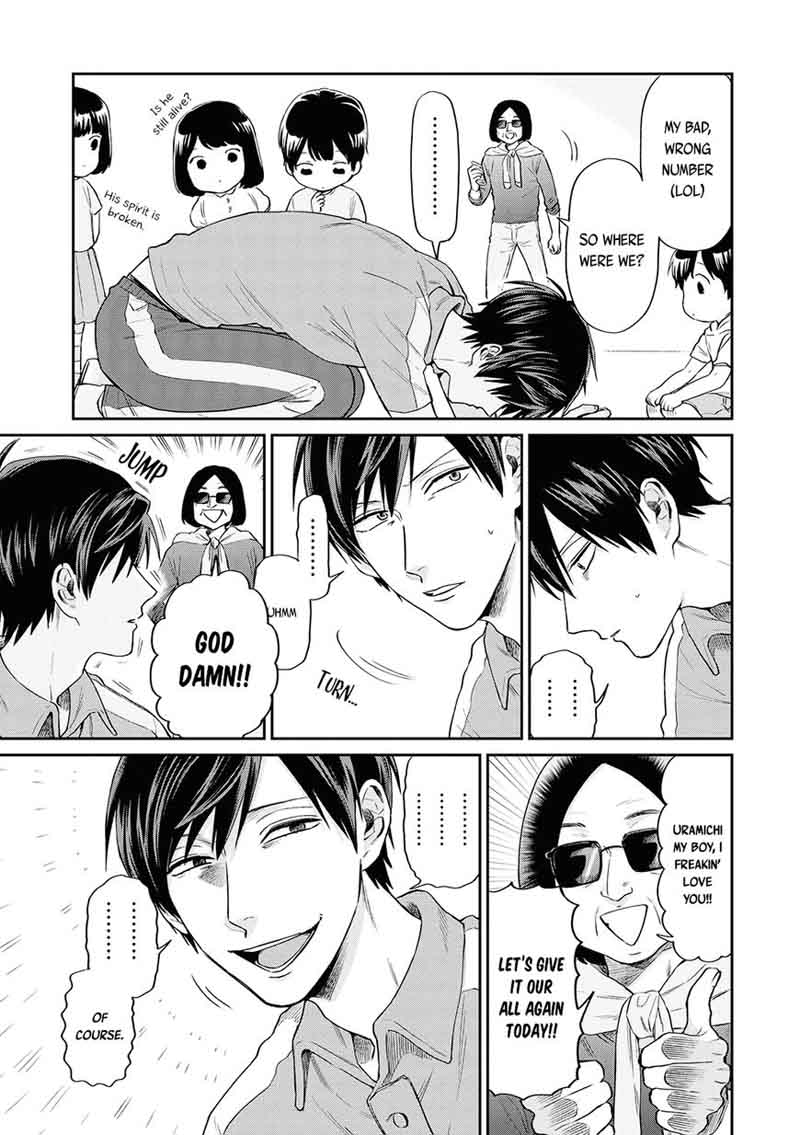 MY BAD,
WRONG
NUMBER
(LOL)
SO WHERE
WERE WE?
.........
Is he
still alive?
His spirit is
broken.
......
......
UHMM
TURN...
JUMP
GOD
DAMN!!
URAMICHI
MY BOY, I
FREAKIN'
LOVE
YOU!!
LET'S GIVE
IT OUR
ALL AGAIN
TODAY!!
.........
.........
.........
OF
COURSE.